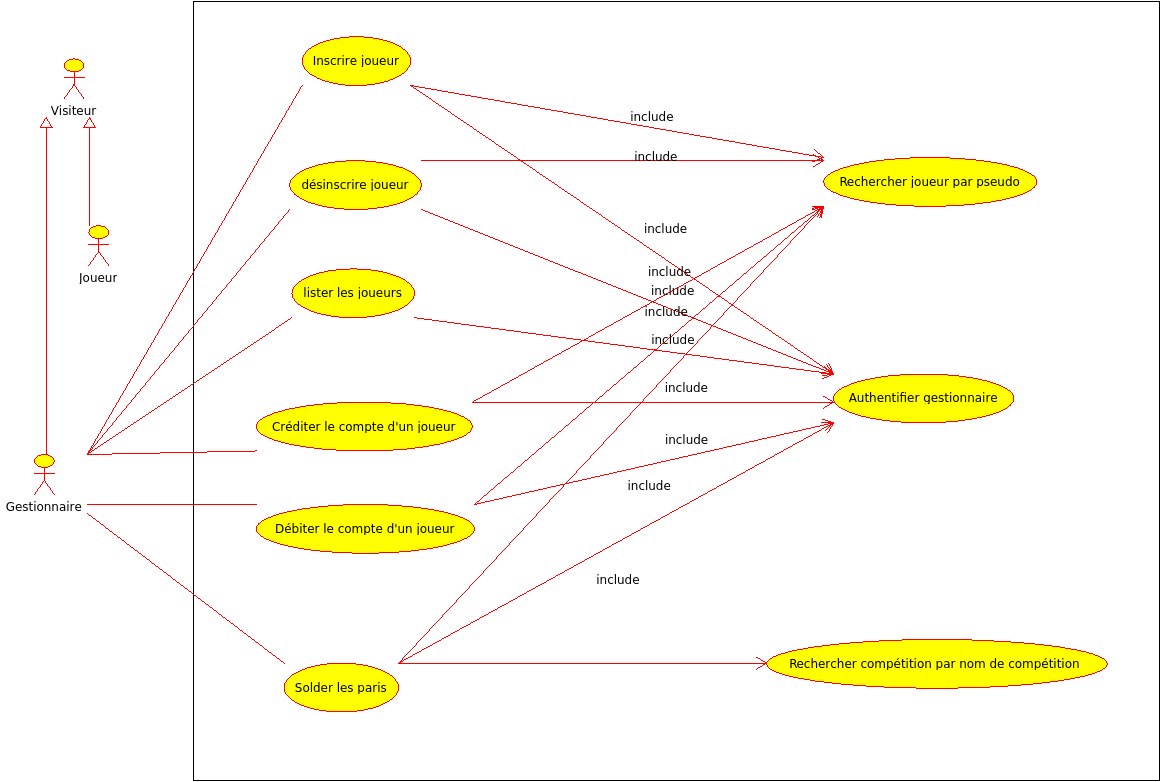 Inscrire joueur
Visiteur
include
include
Rechercher joueur par pseudo
désinscrire joueur
include
Joueur
include
include
lister les joueurs
include
include
include
Authentifier gestionnaire
Créditer le compte d'un joueur
include
include
Gestionnaire
Débiter le compte d'un joueur
include
Rechercher compétition par nom de compétition
Solder les paris